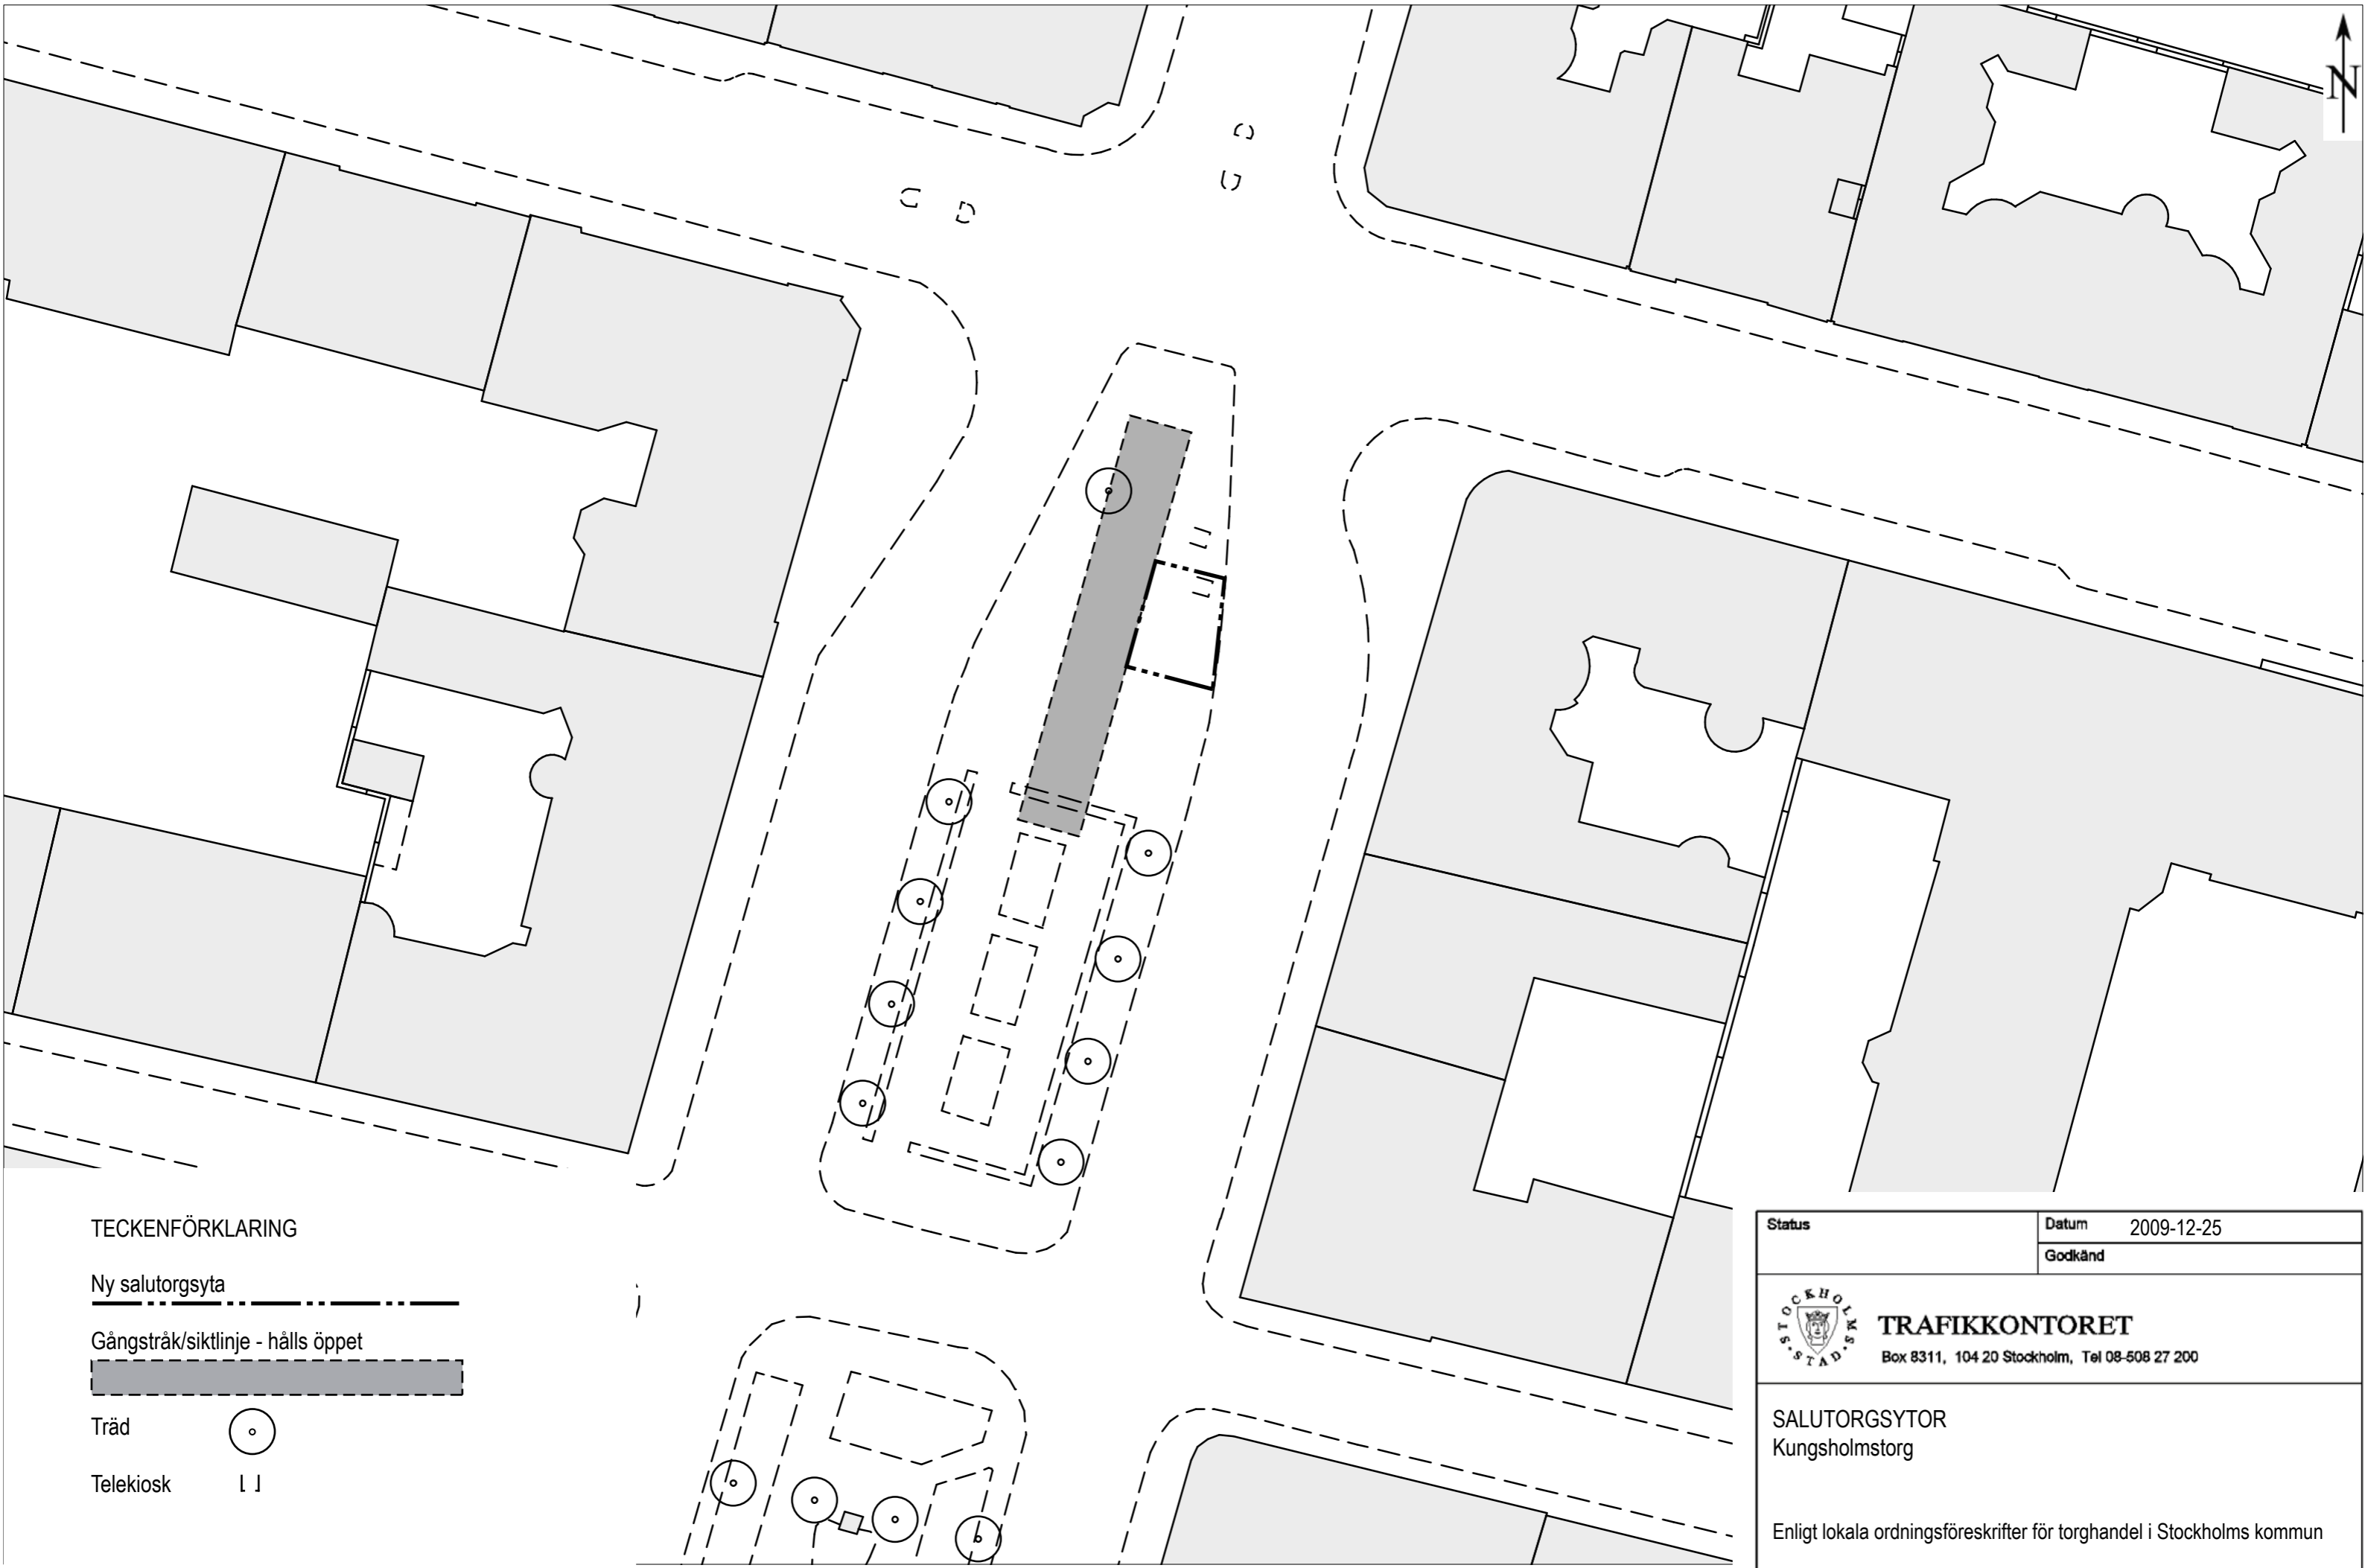 N
TECKENFÖRKLARING
Ny salutorgsyta
Gångstråk/siktlinje - hålls öppet
Träd
Telekiosk
Status
Datum 2009-12-25
Godkänd
STOCKHOLMS STAD
TRAFIKKONTORET
Box 8311, 104 20 Stockholm, Tel 08-508 27 200
SALUTORGSYTOR
Kungsholmstorg
Enligt lokala ordningsföreskrifter för torghandel i Stockholms kommun